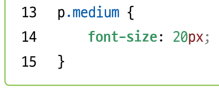 13 p.medium {
14     font-size: 20px;
15 }